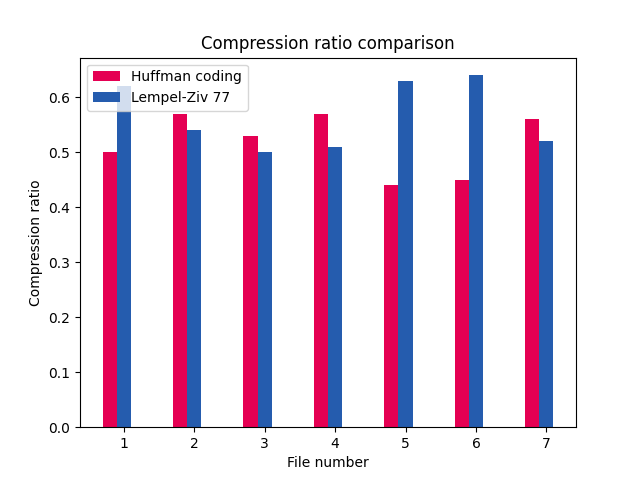 Compression ratio comparison
Huffman coding
Lempel-Ziv 77
0.6
0.5
0.4
0.3
0.2
0.1
0.0
Compression ratio
1 2 3 4 5 6 7
File number